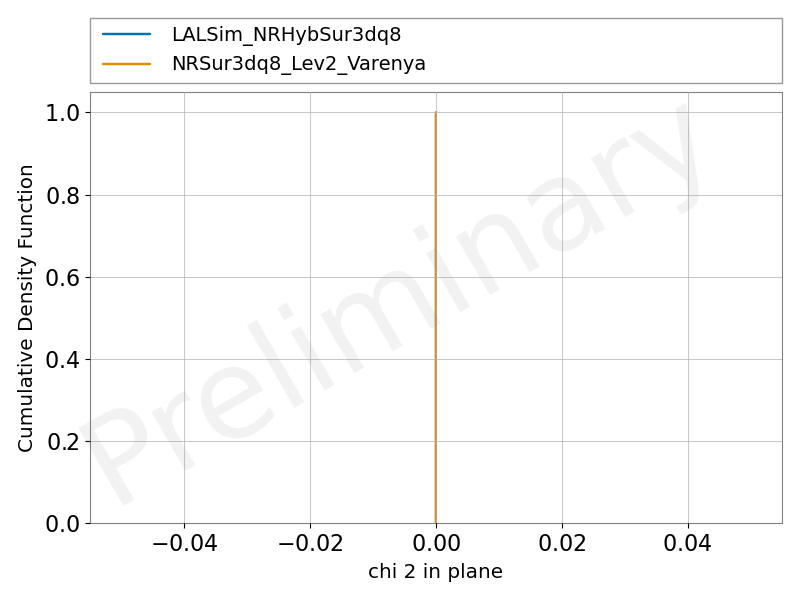 LALSim_NRHybSur3dq8
NRSur3dq8_Lev2_Varenya
Preliminary
Cumulative Density Function
1.0
0.8
0.6
0.4
0.2
0.0
−0.04 −0.02 0.00 0.02 0.04
chi 2 in plane